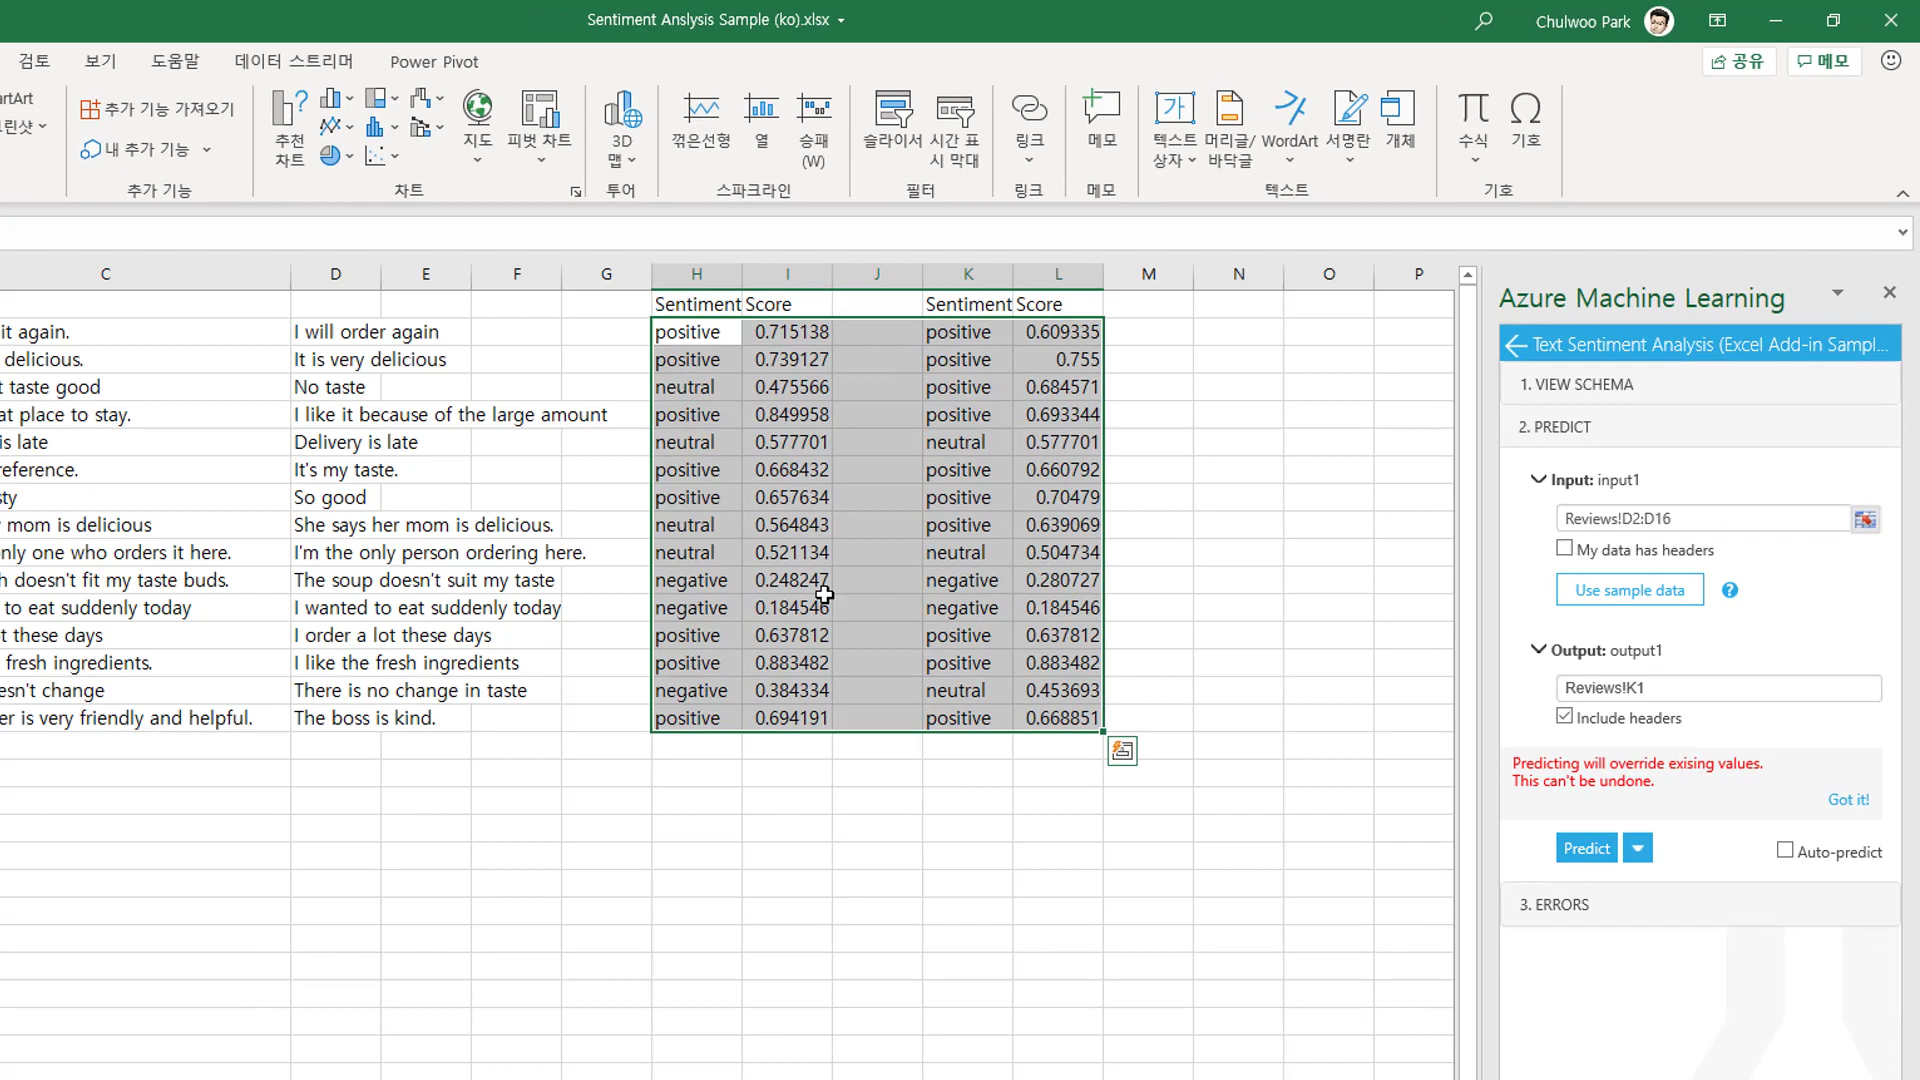 Sentiment Anslysis Sample (ko).xlsx
Chulwoo Park
검토 보기 도움말 데이터 스트리머 Power Pivot 공유 메모
artArt
린샷
추가 기능 가져오기
내 추가 기능
추가 기능
추천 차트
지도
피벗 차트
차트
3D 맵
투어
꺾은선형 열 승패 (W)
스파크라인
슬라이서 시간 표시 막대
필터
링크
링크
메모
메모
텍스트 상자 머리글/바닥글 WordArt 서명란 개체
텍스트
수식 기호
기호
C D E F G H I J K L M N O P
Sentiment Score Sentiment Score
it again. I will order again positive 0.715138 positive 0.609335
delicious. It is very delicious positive 0.739127 positive 0.755
t taste good No taste neutral 0.475566 positive 0.684571
at place to stay. I like it because of the large amount positive 0.849958 positive 0.693344
is late Delivery is late neutral 0.577701 neutral 0.577701
reference. It's my taste. positive 0.668432 positive 0.660792
sty So good positive 0.657634 positive 0.70479
mom is delicious She says her mom is delicious. neutral 0.564843 positive 0.639069
only one who orders it here. I'm the only person ordering here. neutral 0.521134 neutral 0.504734
h doesn't fit my taste buds. The soup doesn't suit my taste negative 0.248247 negative 0.280727
to eat suddenly today I wanted to eat suddenly today negative 0.184546 negative 0.184546
t these days I order a lot these days positive 0.637812 positive 0.637812
fresh ingredients. I like the fresh ingredients positive 0.883482 positive 0.883482
esn't change There is no change in taste negative 0.384334 neutral 0.453693
er is very friendly and helpful. The boss is kind. positive 0.694191 positive 0.668851
Azure Machine Learning
Text Sentiment Analysis (Excel Add-in Sampl...
1. VIEW SCHEMA
2. PREDICT
Input: input1
Reviews!D2:D16
My data has headers
Use sample data ?
Output: output1
Reviews!K1
Include headers
Predicting will override exising values.
This can't be undone.
Got it!
Predict Auto-predict
3. ERRORS